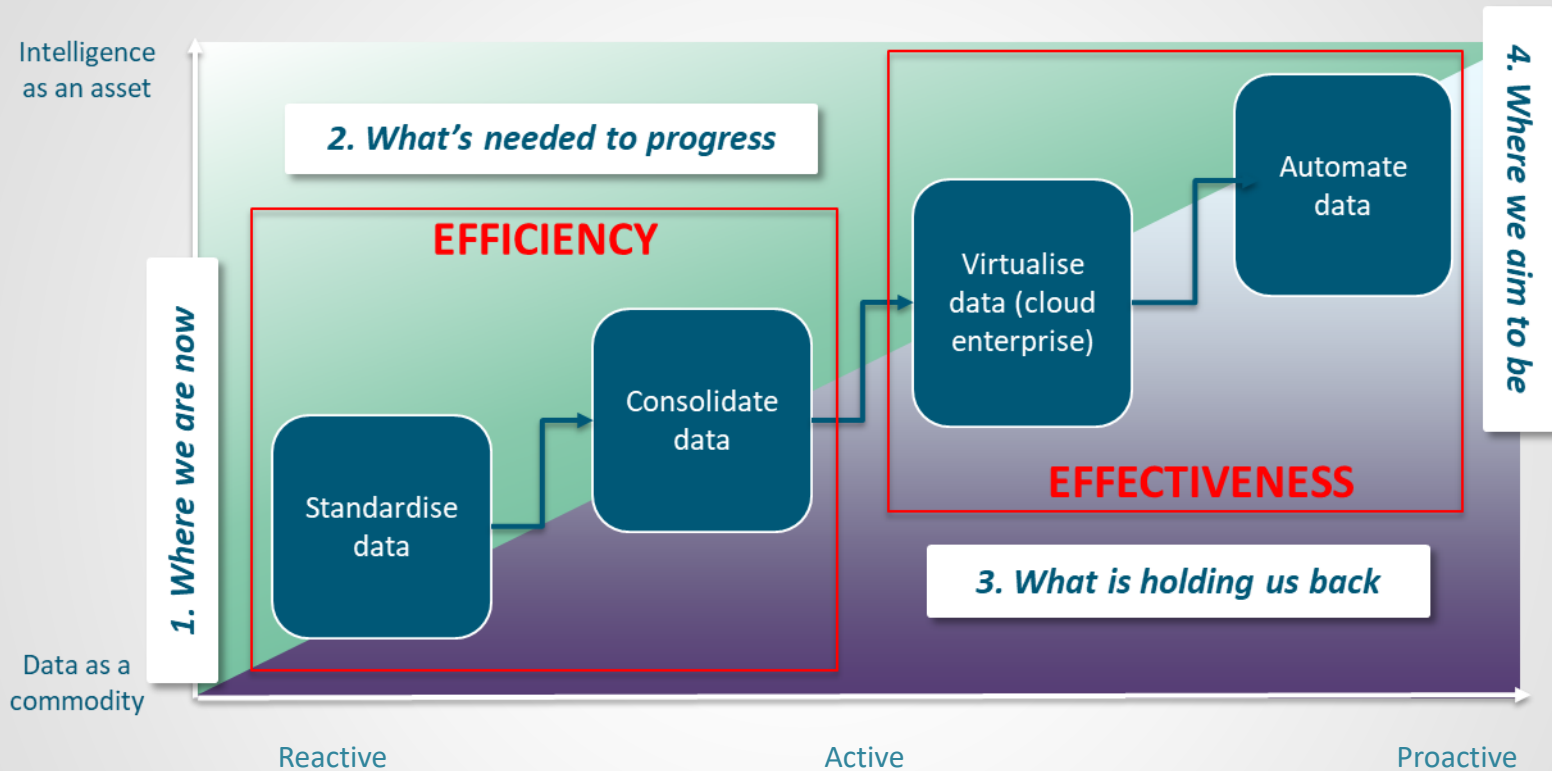 Intelligence
as an asset
2. What's needed to progress
4. Where we aim to be
Automate
data
EFFICIENCY
Virtualise
data (cloud
enterprise)
1. Where we are now
Consolidate
data
EFFECTIVENESS
Standardise
data
3. What is holding us back
Data as a
commodity
Reactive
Active
Proactive